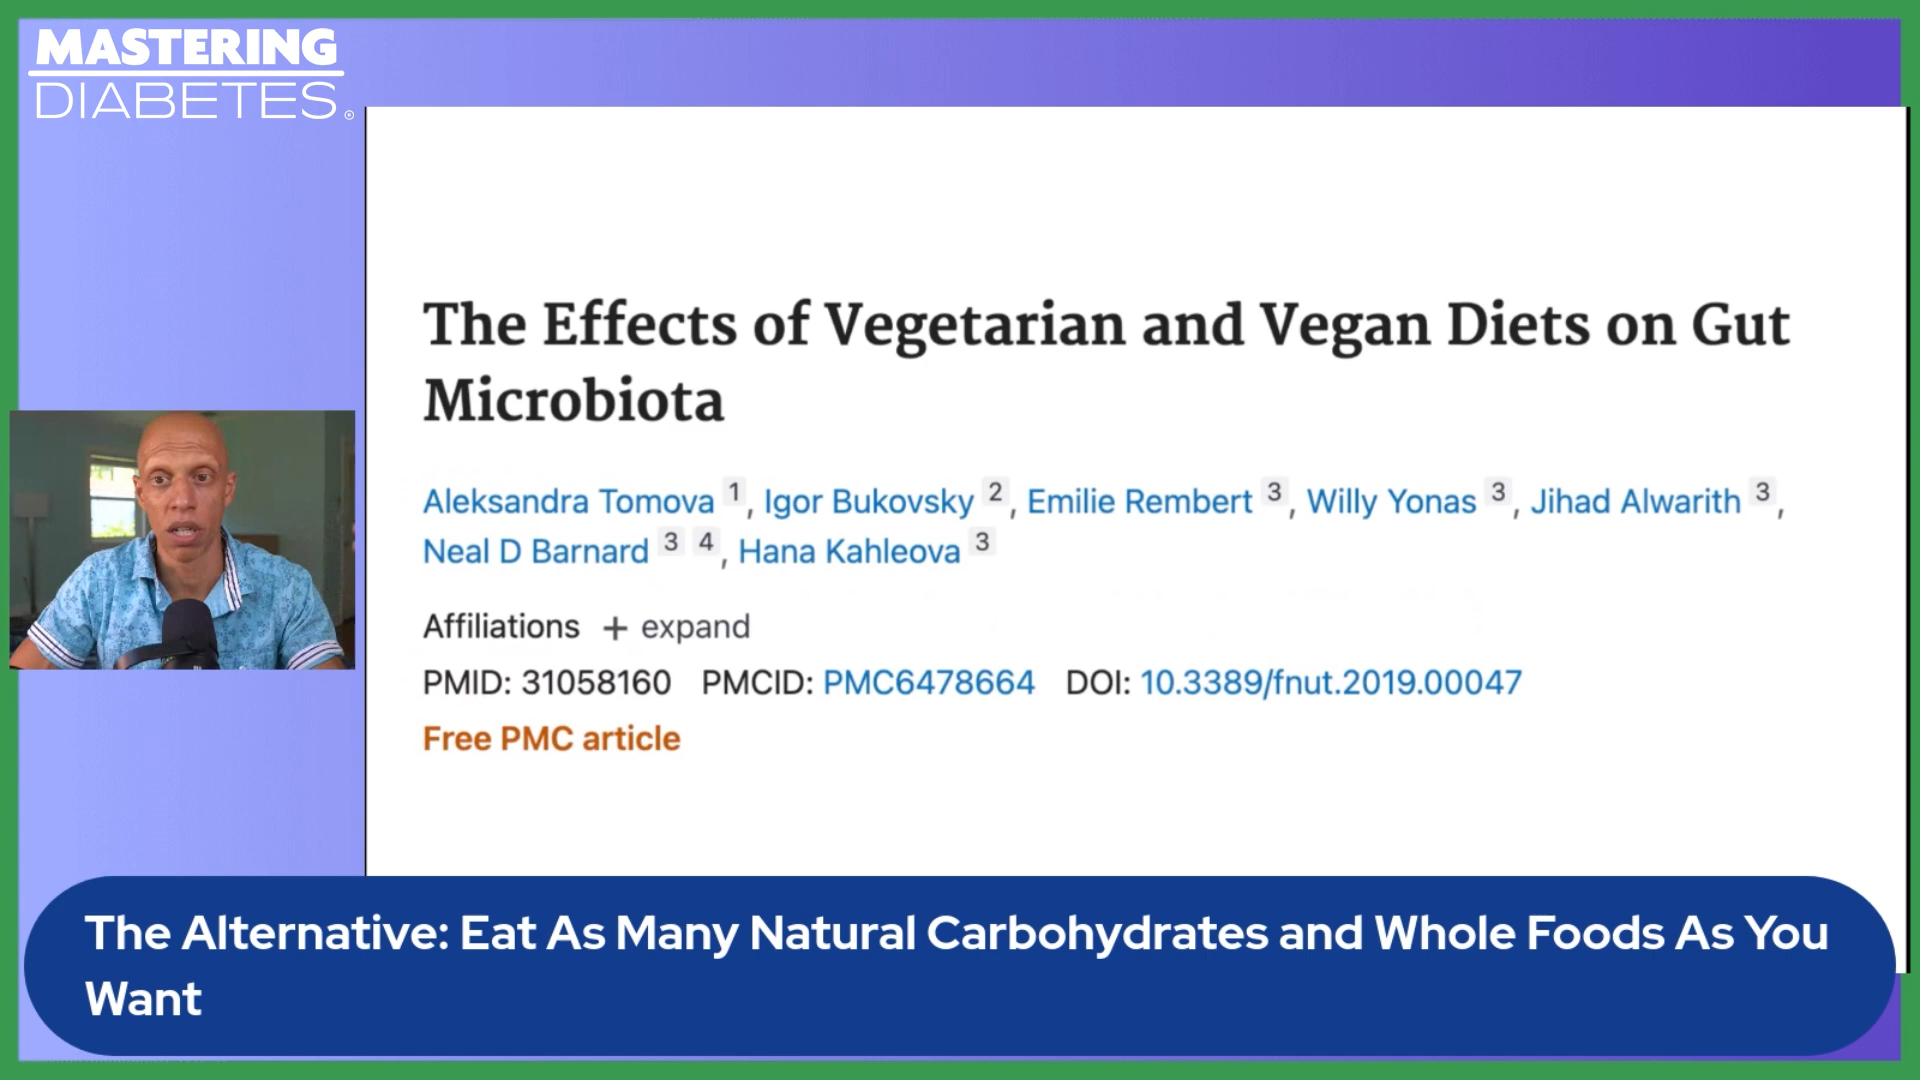 MASTERING
DIABETES®
The Effects of Vegetarian and Vegan Diets on Gut
Microbiota
Aleksandra Tomova 1, Igor Bukovsky 2, Emilie Rembert 3, Willy Yonas 3, Jihad Alwarith 3,
Neal D Barnard 3 4, Hana Kahleova 3
Affiliations + expand
PMID: 31058160 PMCID: PMC6478664 DOI: 10.3389/fnut.2019.00047
Free PMC article
The Alternative: Eat As Many Natural Carbohydrates and Whole Foods As You
Want